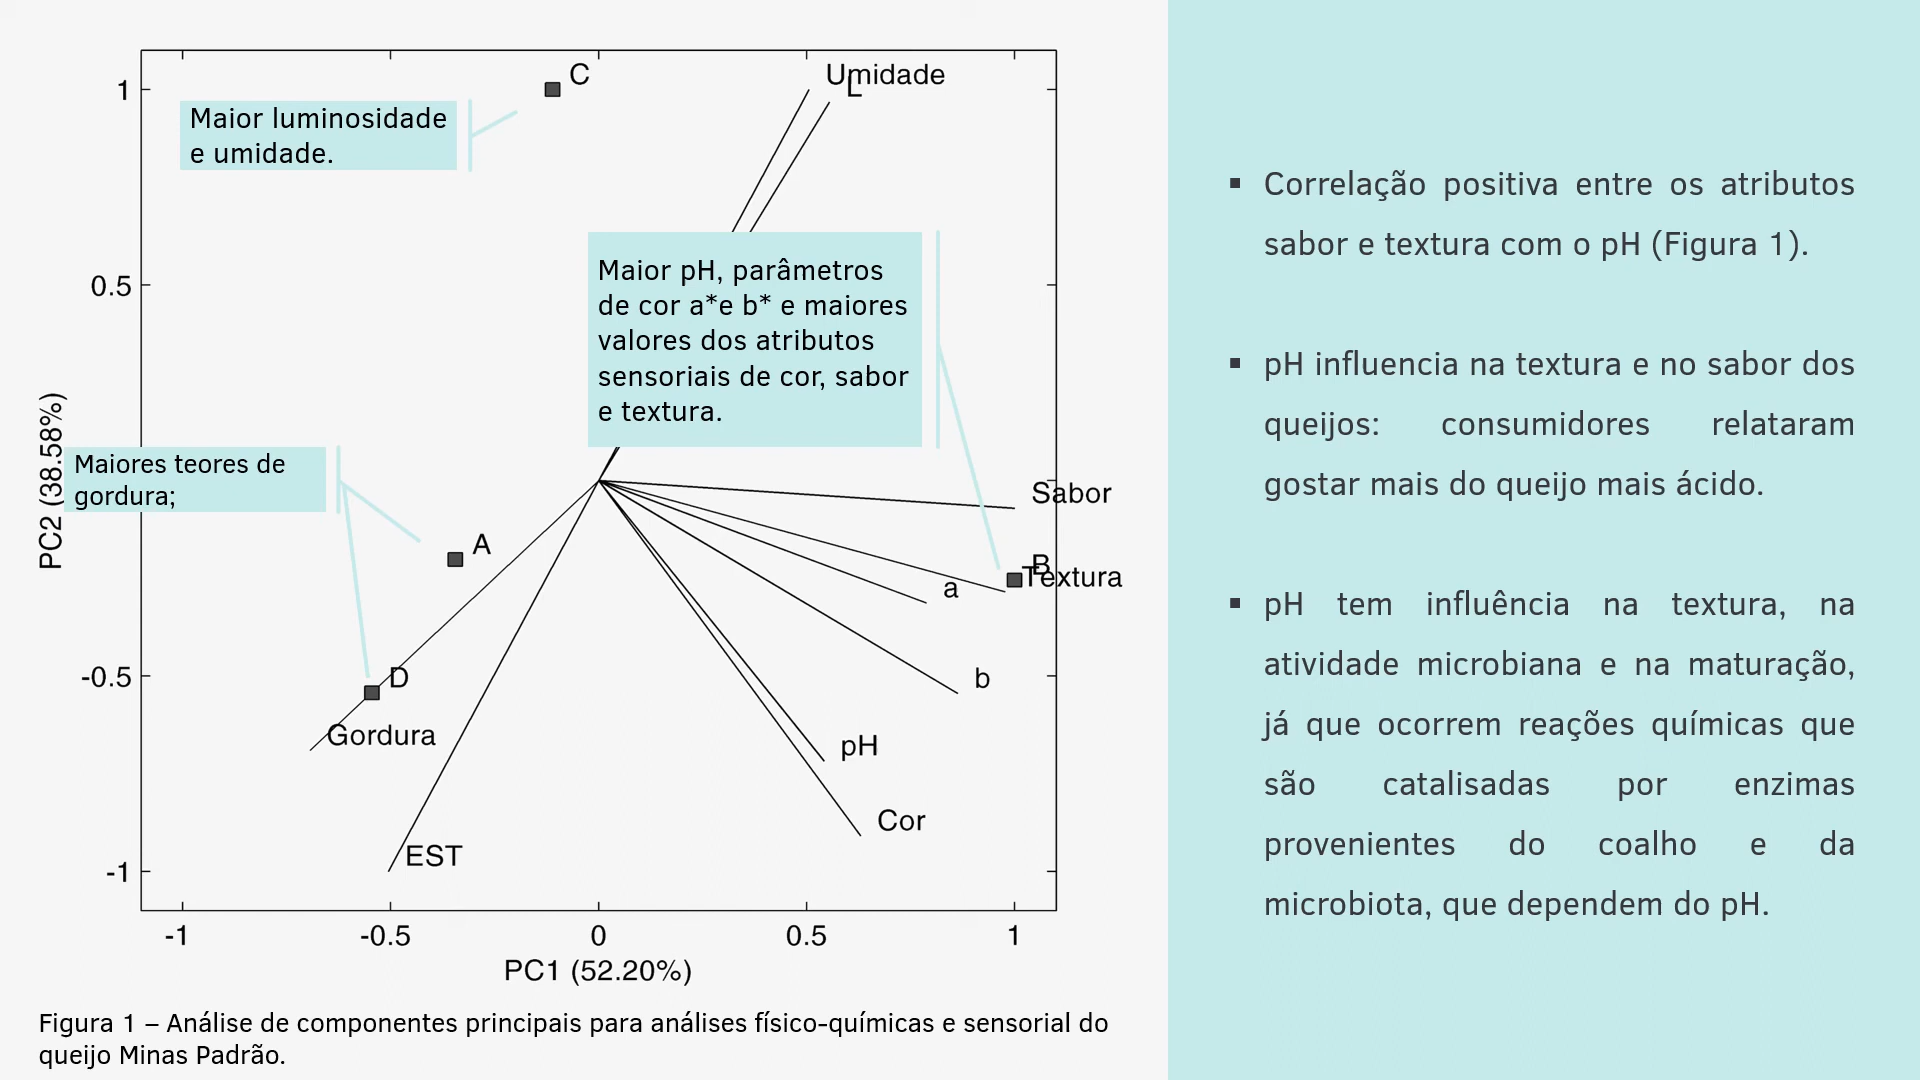 C
Umidade
L
1
Maior luminosidade
e umidade.
0.5
Maior pH, parâmetros
de cor a*e b* e maiores
valores dos atributos
sensoriais de cor, sabor
e textura.
PC2 (38.58%)
Maiores teores de
gordura;
Sabor
A
B
Textura
a
-0.5
D
b
Gordura
pH
Cor
EST
-1
-1
-0.5
0
0.5
1
PC1 (52.20%)
Figura 1 – Análise de componentes principais para análises físico-químicas e sensorial do
queijo Minas Padrão.
▪ Correlação positiva entre os atributos
sabor e textura com o pH (Figura 1).
▪ pH influencia na textura e no sabor dos
queijos: consumidores relataram
gostar mais do queijo mais ácido.
▪ pH tem influência na textura, na
atividade microbiana e na maturação,
já que ocorrem reações químicas que
são catalisadas por enzimas
provenientes do coalho e da
microbiota, que dependem do pH.